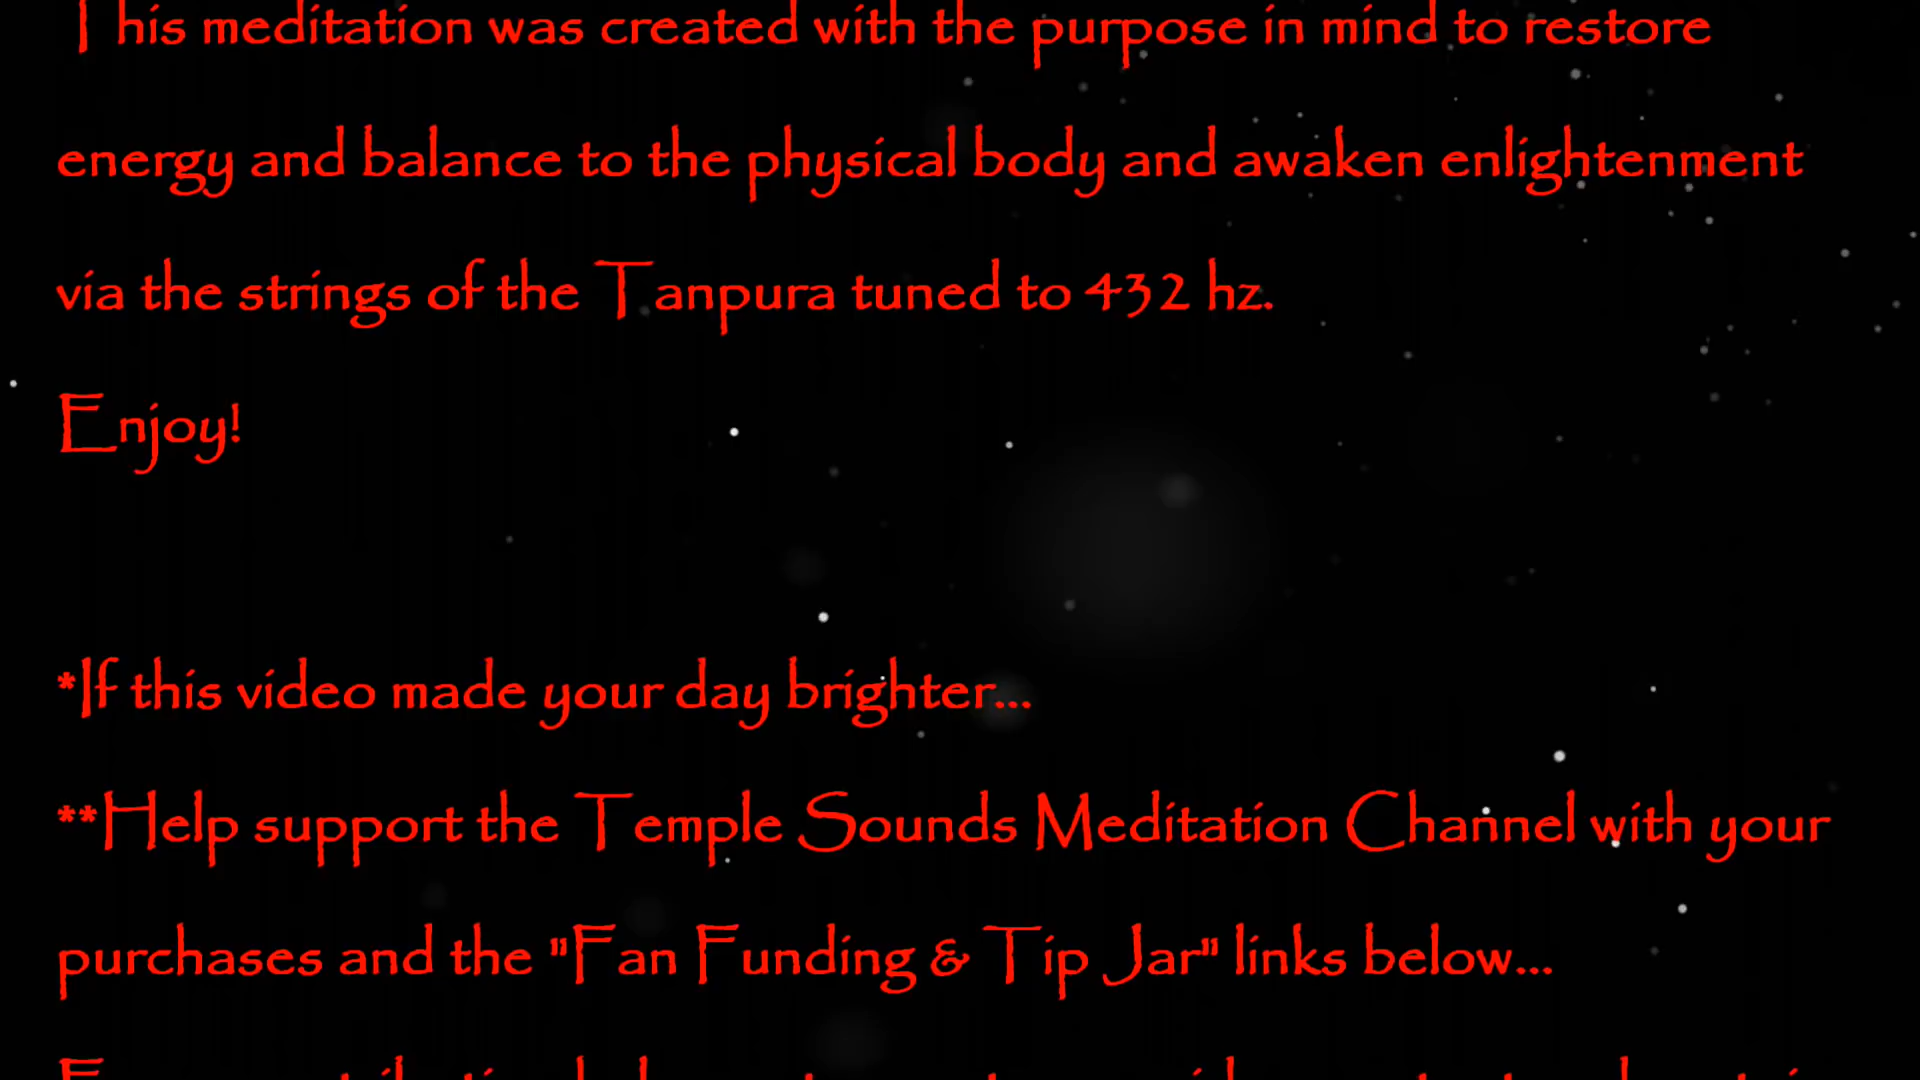 This meditation was created with the purpose in mind to restore
energy and balance to the physical body and awaken enlightenment
via the strings of the Tanpura tuned to 432 hz.
Enjoy!
*If this video made your day brighter...
**Help support the Temple Sounds Meditation Channel with your
purchases and the "Fan Funding & Tip Jar" links below...